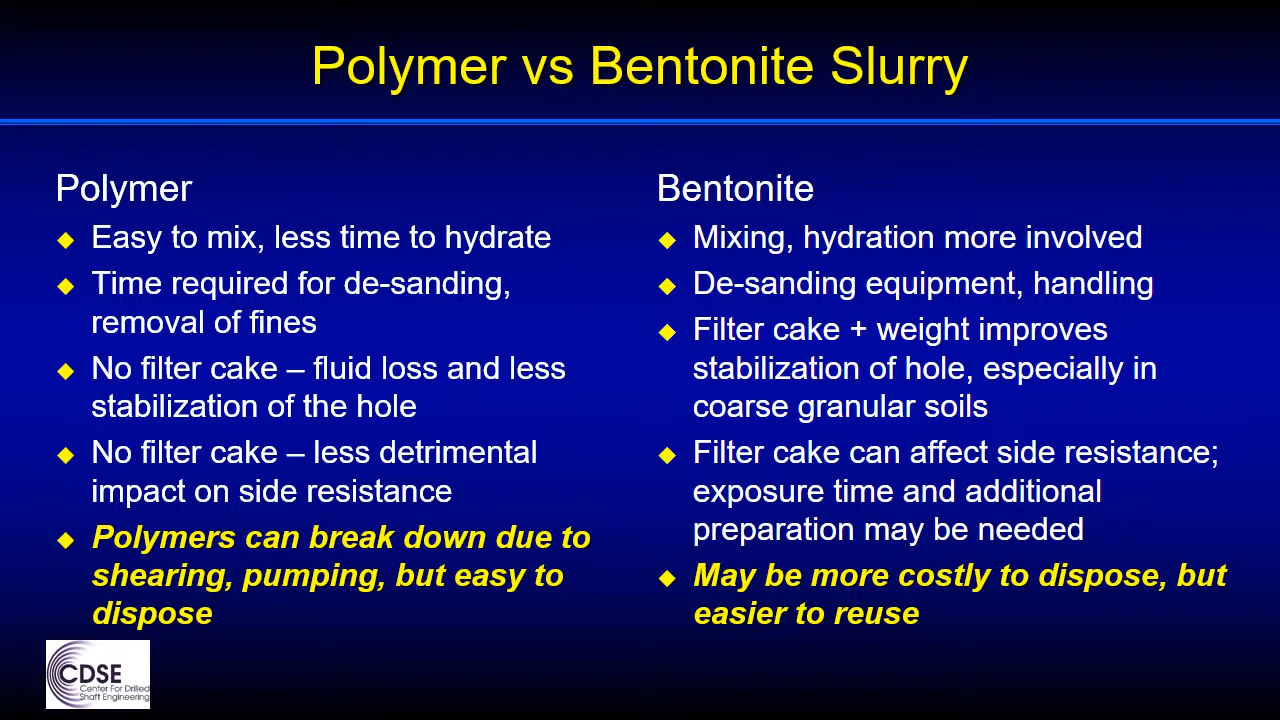 Polymer vs Bentonite Slurry
Polymer
Easy to mix, less time to hydrate
Time required for de-sanding,
removal of fines
No filter cake – fluid loss and less
stabilization of the hole
No filter cake – less detrimental
impact on side resistance
Polymers can break down due to
shearing, pumping, but easy to
dispose
Bentonite
Mixing, hydration more involved
De-sanding equipment, handling
Filter cake + weight improves
stabilization of hole, especially in
coarse granular soils
Filter cake can affect side resistance;
exposure time and additional
preparation may be needed
May be more costly to dispose, but
easier to reuse
CDSE
Center For Drilled
Shaft Engineering